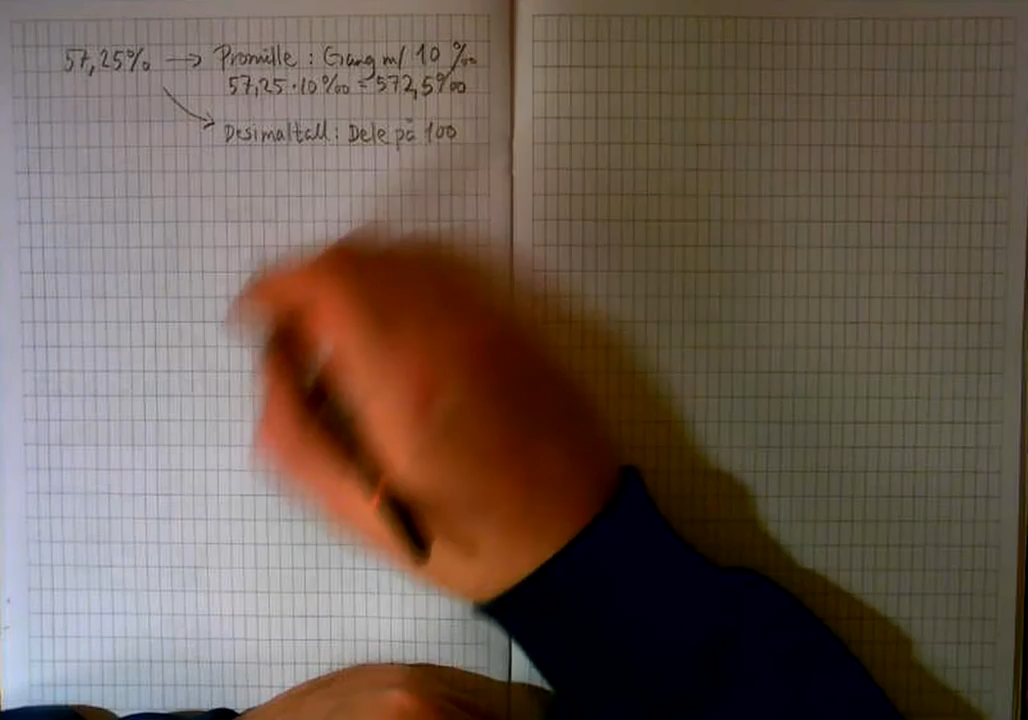 57,25% → Promille : Gang m/ 10 ‰
57,25 · 10 ‰ = 572,5‰
Desimaltall : Dele på 100